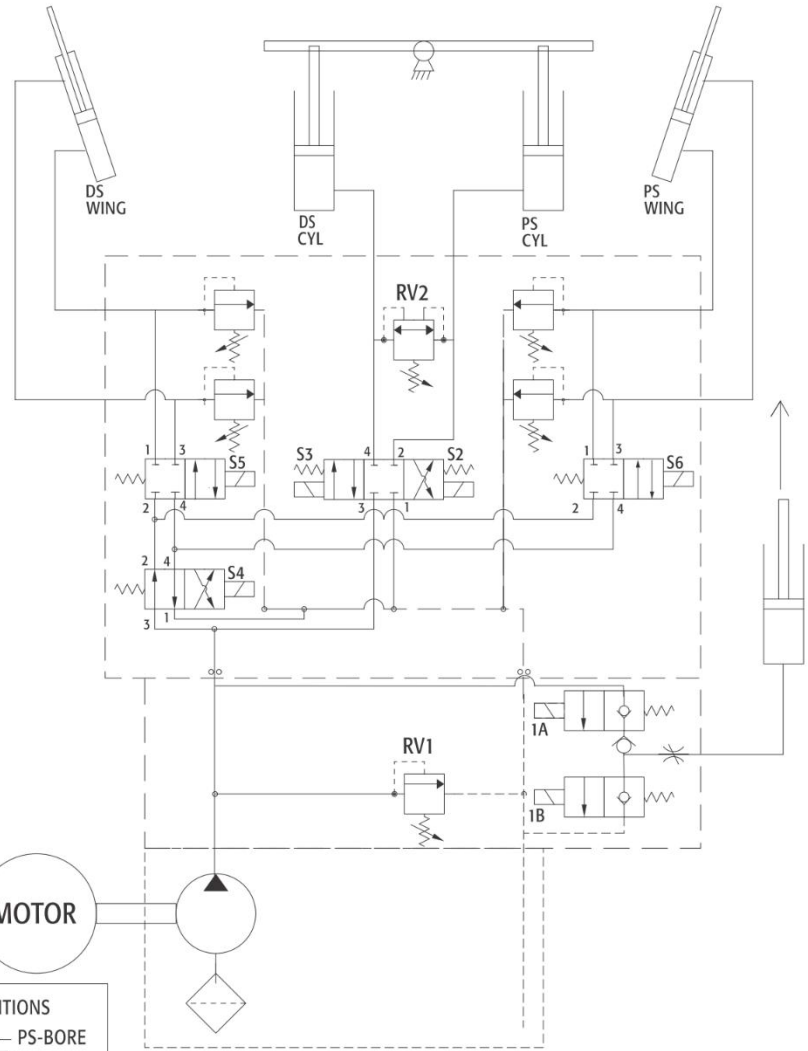 DS
WING
DS
CYL
PS
CYL
PS
WING
RV2
1 3
S5
2 4
S3 4 2 S2
3 1
1 3
S6
2 4
2 4
S4
3 1
1A
RV1
1B
MOTOR
ITIONS
— PS-BORE